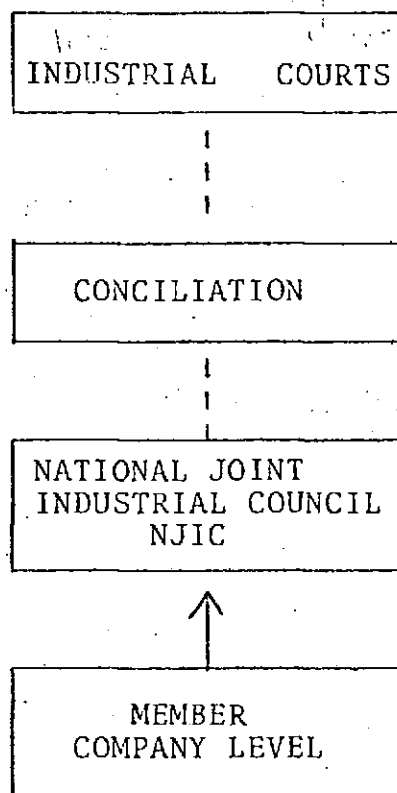 INDUSTRIAL COURTS
CONCILIATION
NATIONAL JOINT
INDUSTRIAL COUNCIL
NJIC
MEMBER
COMPANY LEVEL